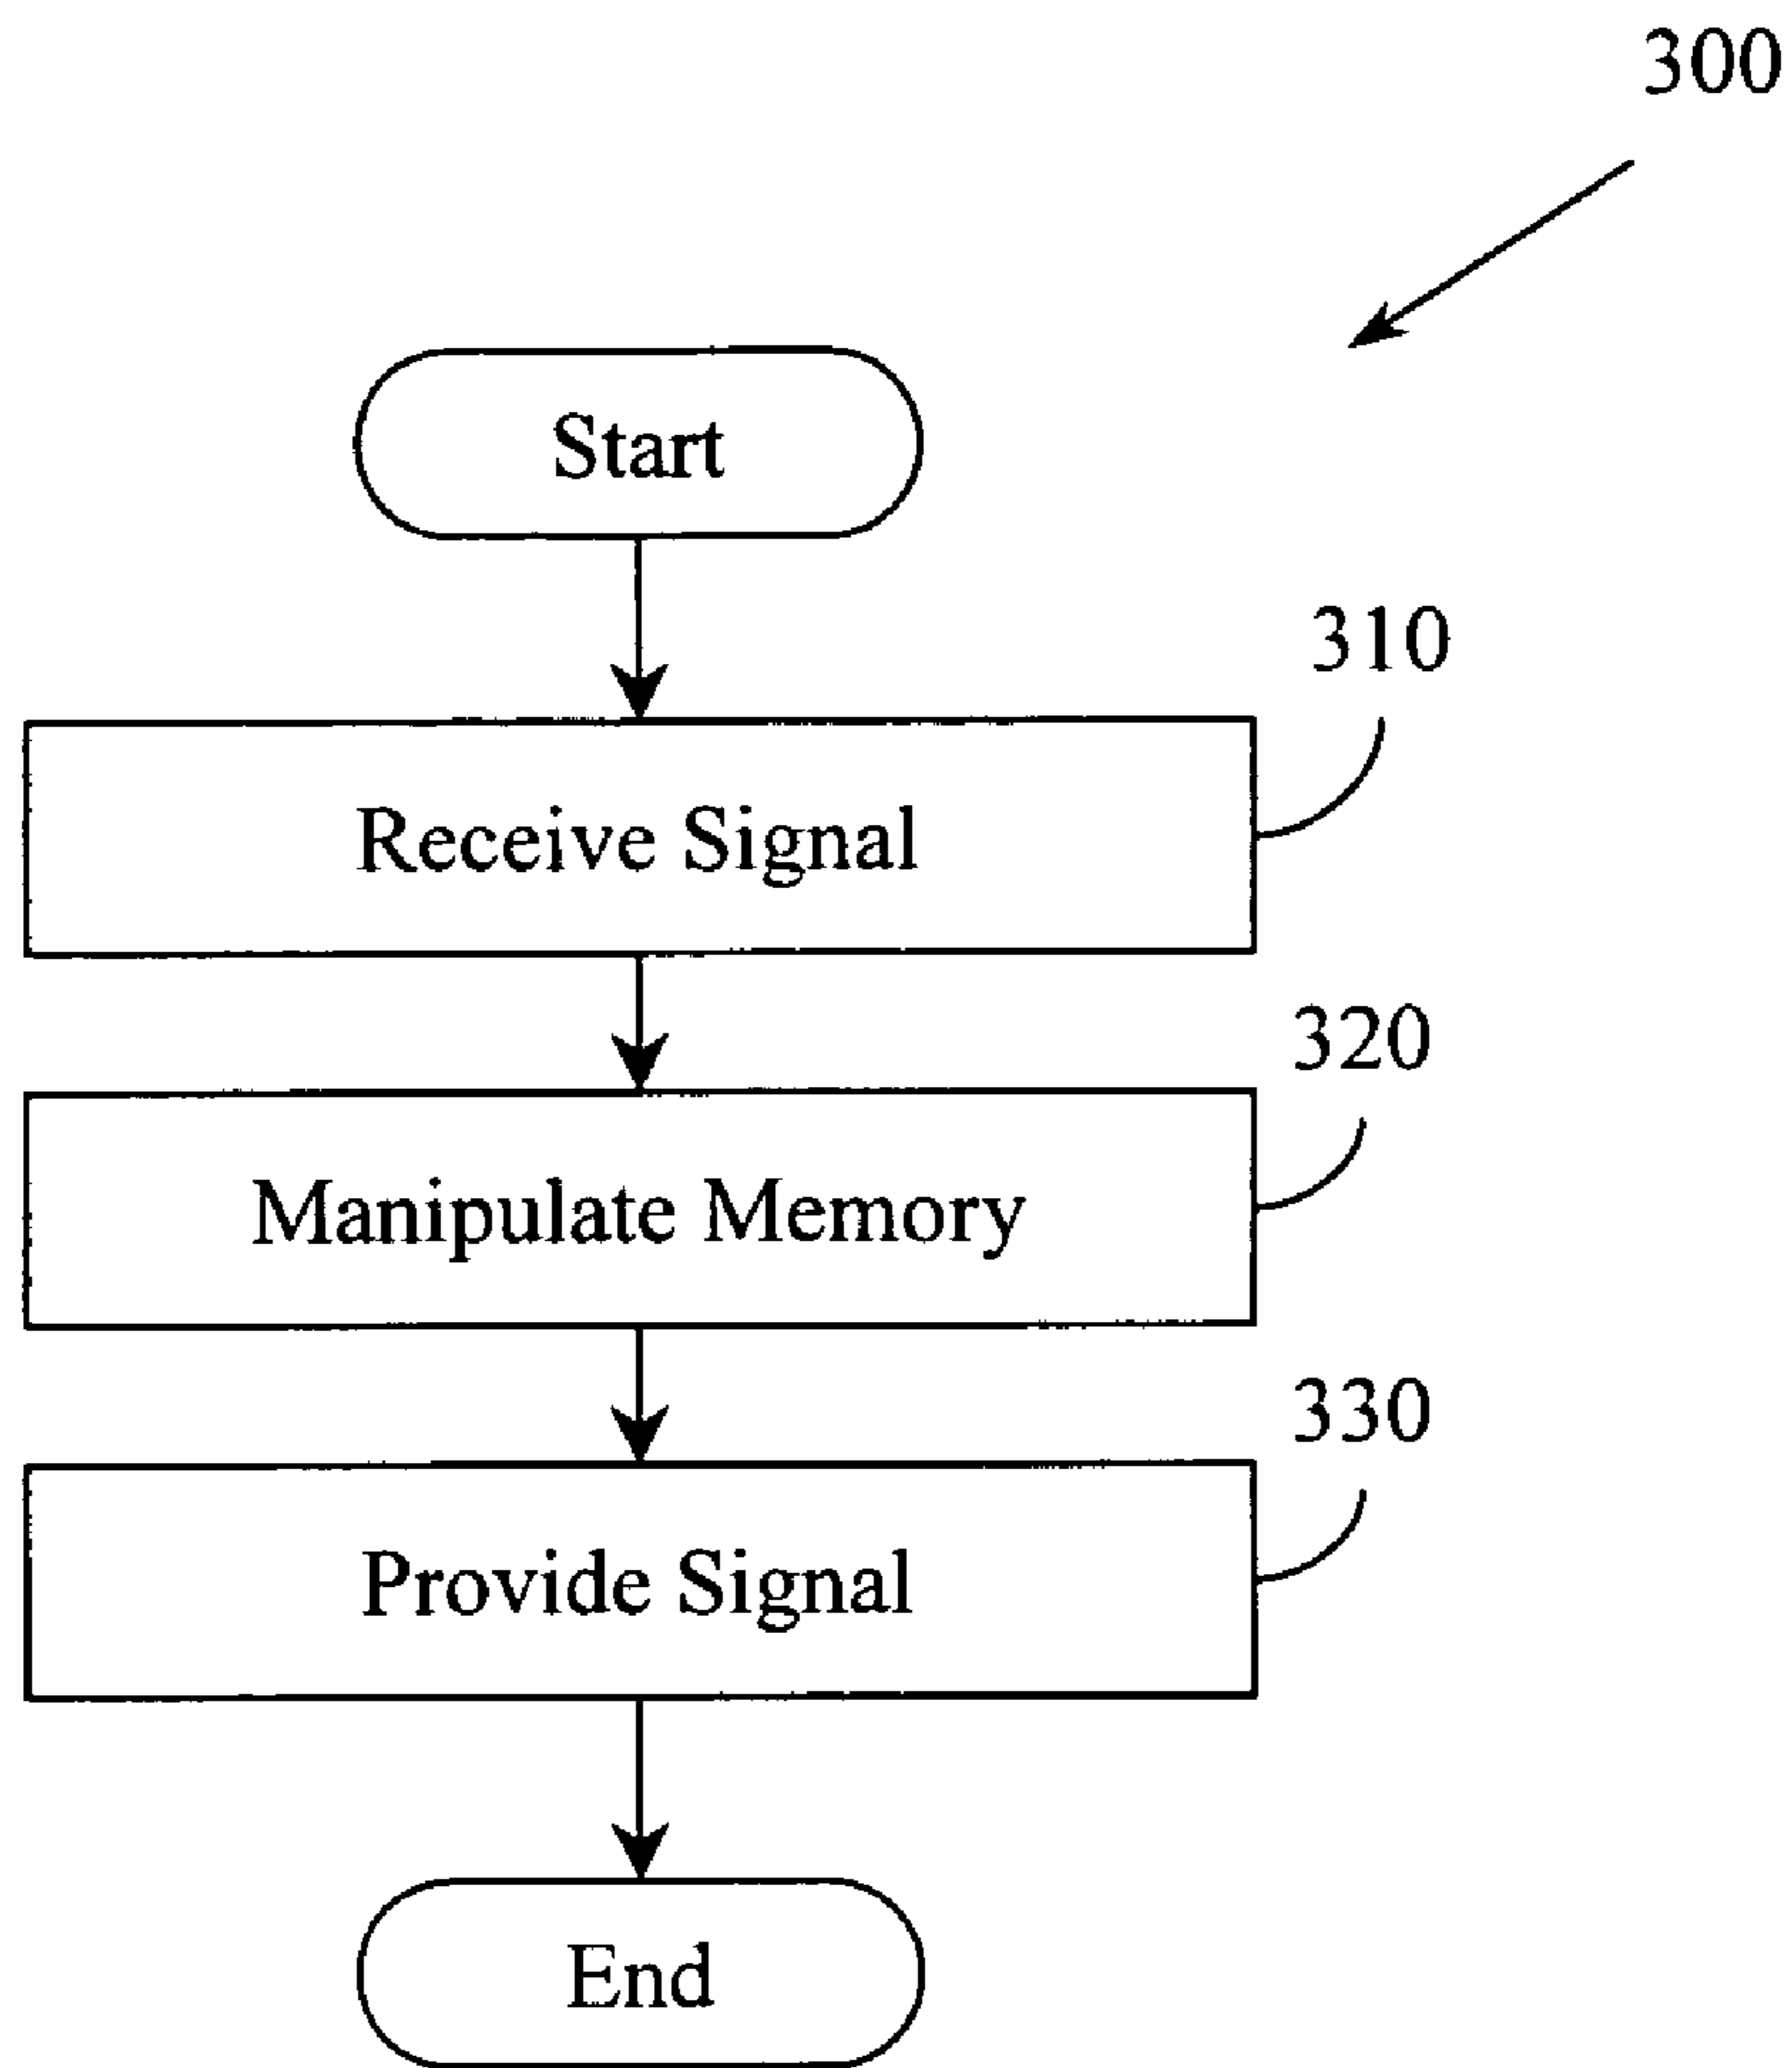 300
Start
310
Receive Signal
320
Manipulate Memory
330
Provide Signal
End